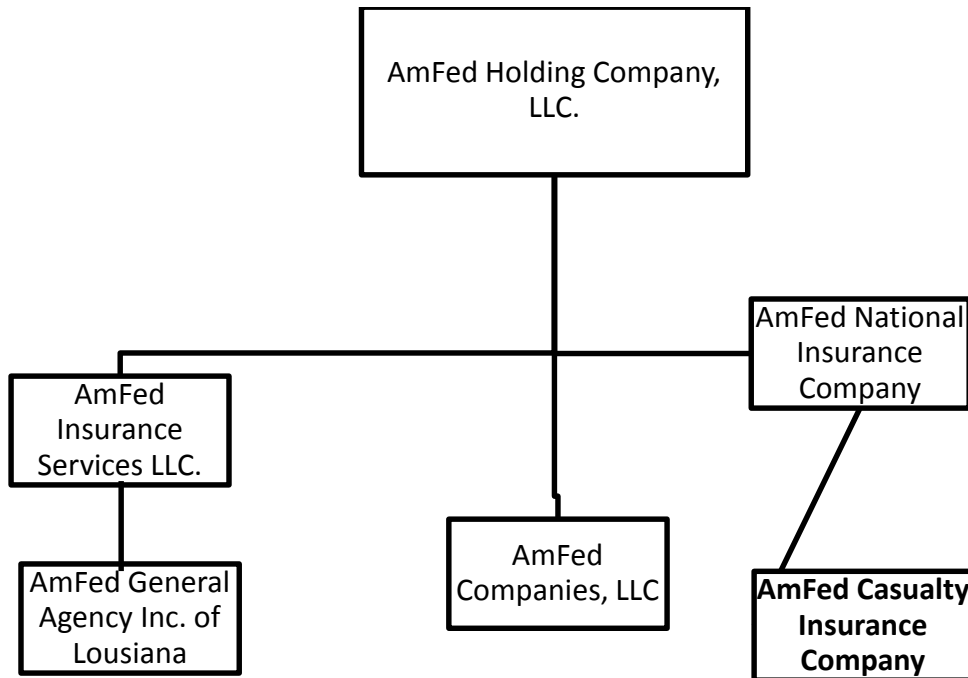 AmFed Holding Company,
LLC.
AmFed National
Insurance
Company
AmFed
Insurance
Services LLC.
AmFed
Companies, LLC
AmFed General
Agency Inc. of
Lousiana
AmFed Casualty
Insurance
Company